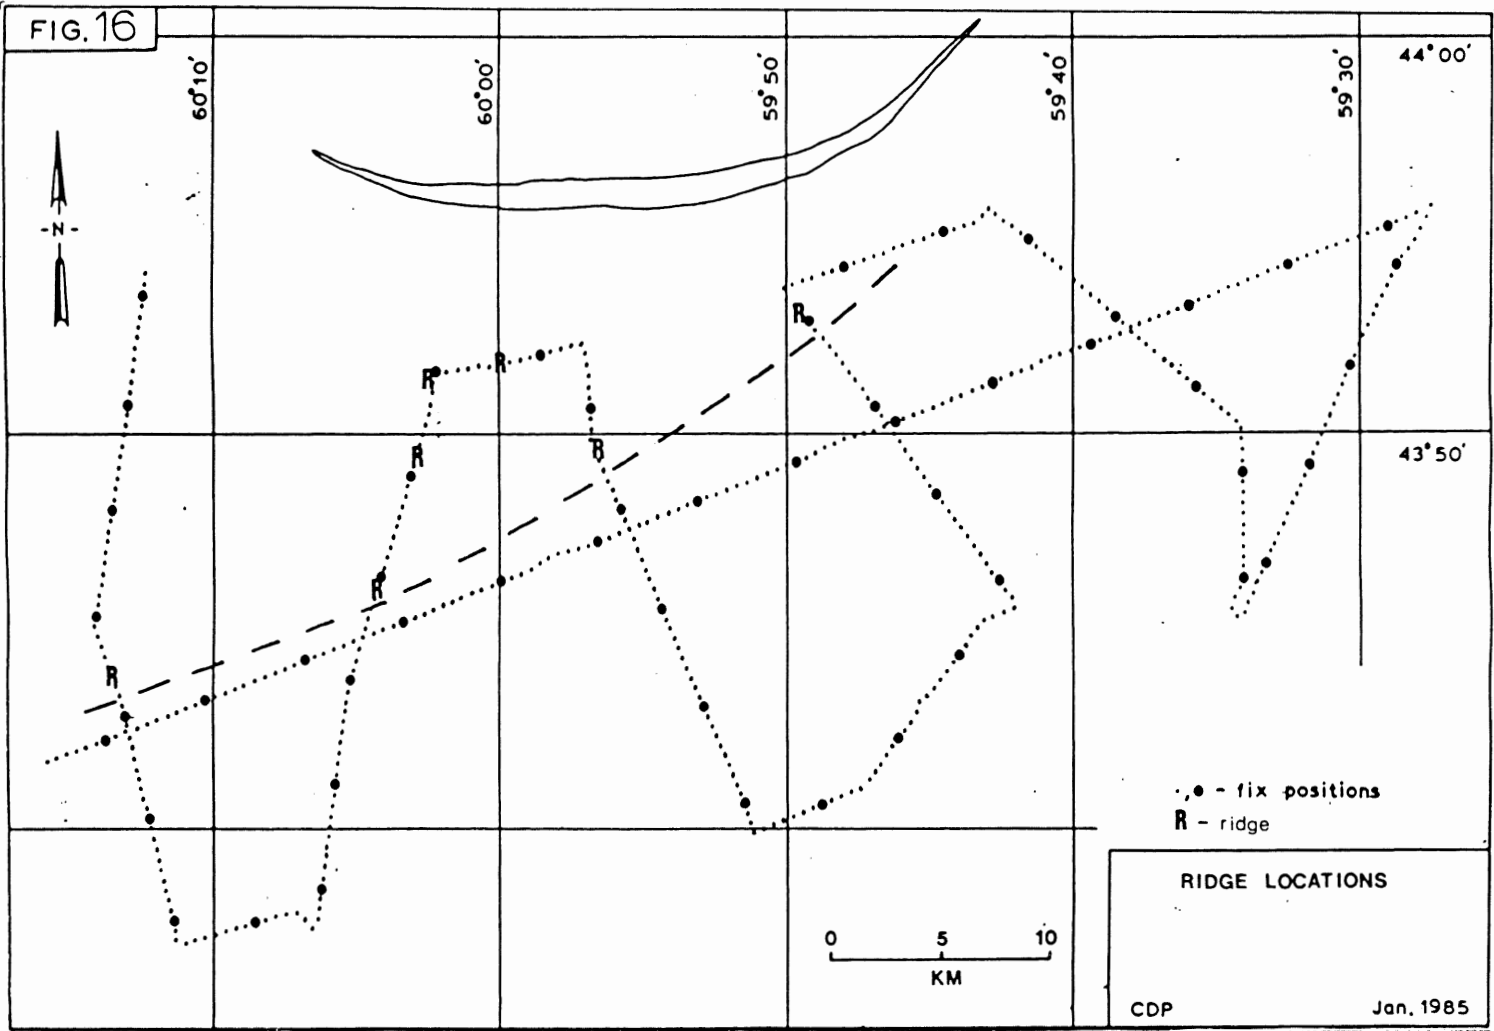 FIG. 16
60°10'
60°00'
59°50'
59°40'
59°30'
44°00'
-N-
R
R
R
R
43°50'
R
R
R
., ● - fix positions
R - ridge
RIDGE LOCATIONS
0 5 10
KM
CDP Jan, 1985